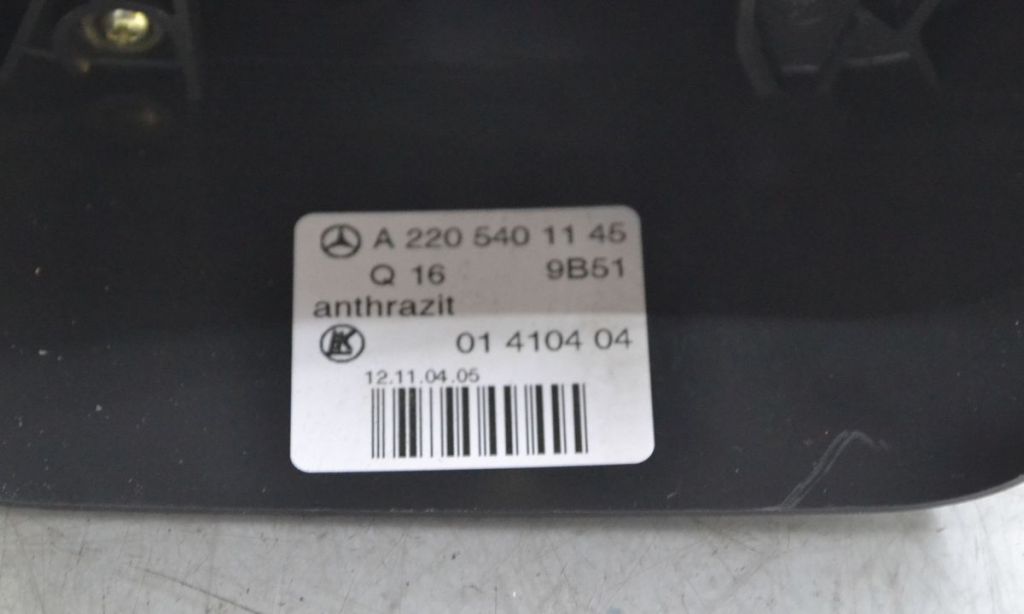 A 220 540 11 45
Q 16 9B51
anthrazit
01 4104 04
12.11.04.05